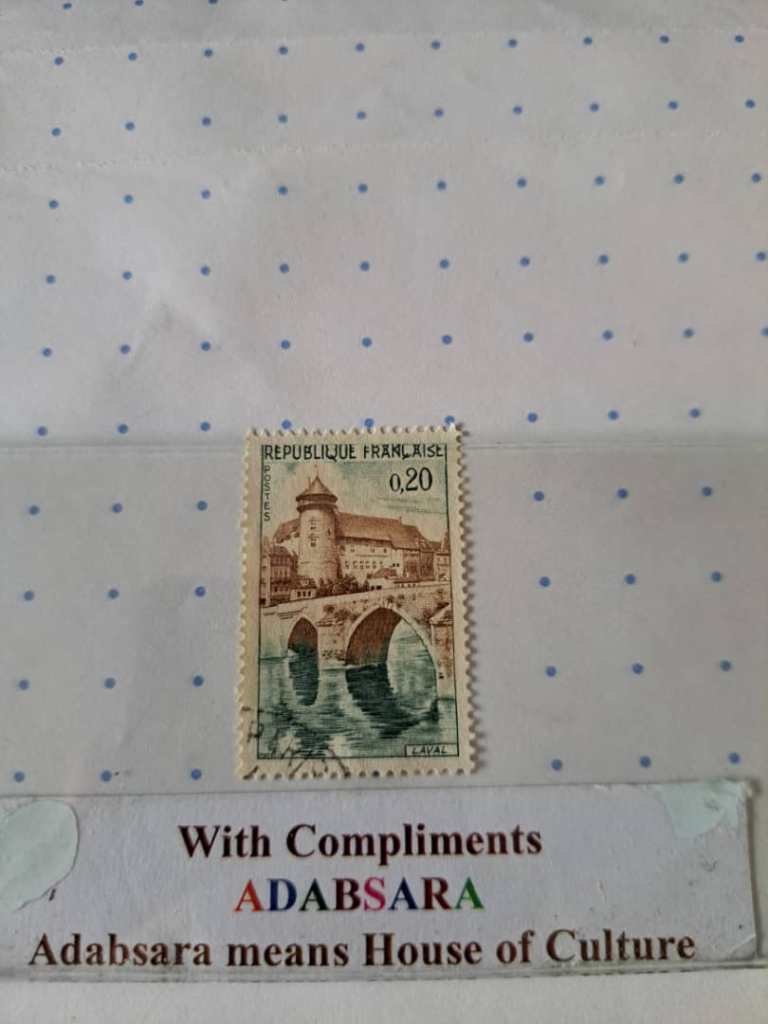 REPUBLIQUE FRANÇAISE
POSTES
0,20
LAVAL
With Compliments
ADABSARA
Adabsara means House of Culture